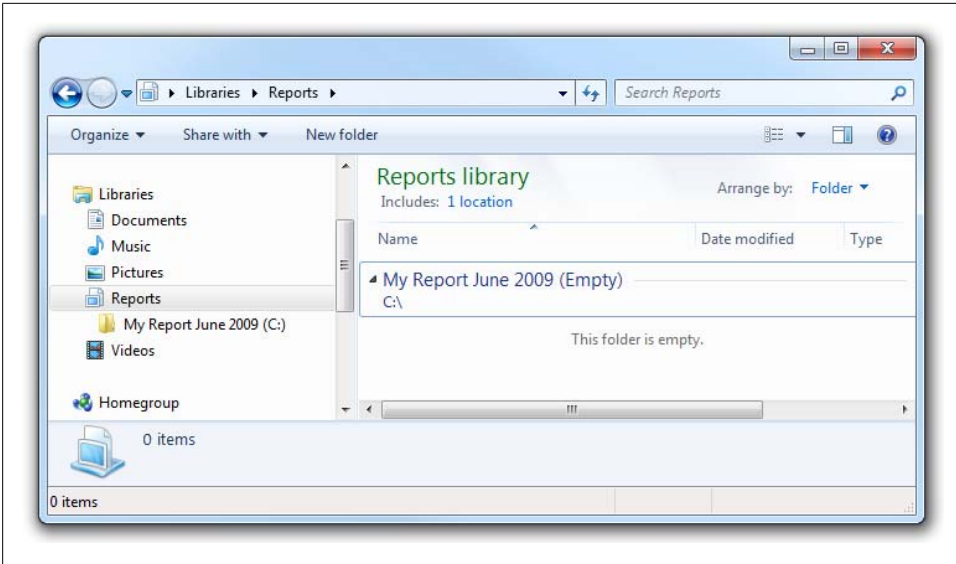 Libraries Reports
Search Reports
Organize Share with New folder
Libraries
Documents
Music
Pictures
Reports
My Report June 2009 (C:)
Videos
Homegroup
Reports library
Includes: 1 location
Arrange by: Folder
Name Date modified Type
My Report June 2009 (Empty)
C:\
This folder is empty.
0 items
0 items